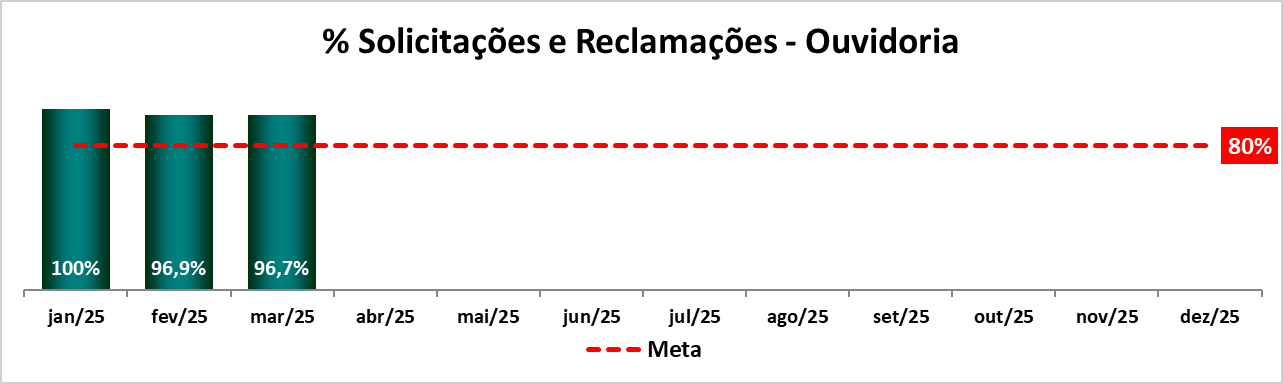 % Solicitações e Reclamações - Ouvidoria
80%
100% 96,9% 96,7%
jan/25 fev/25 mar/25 abr/25 mai/25 jun/25 jul/25 ago/25 set/25 out/25 nov/25 dez/25
Meta